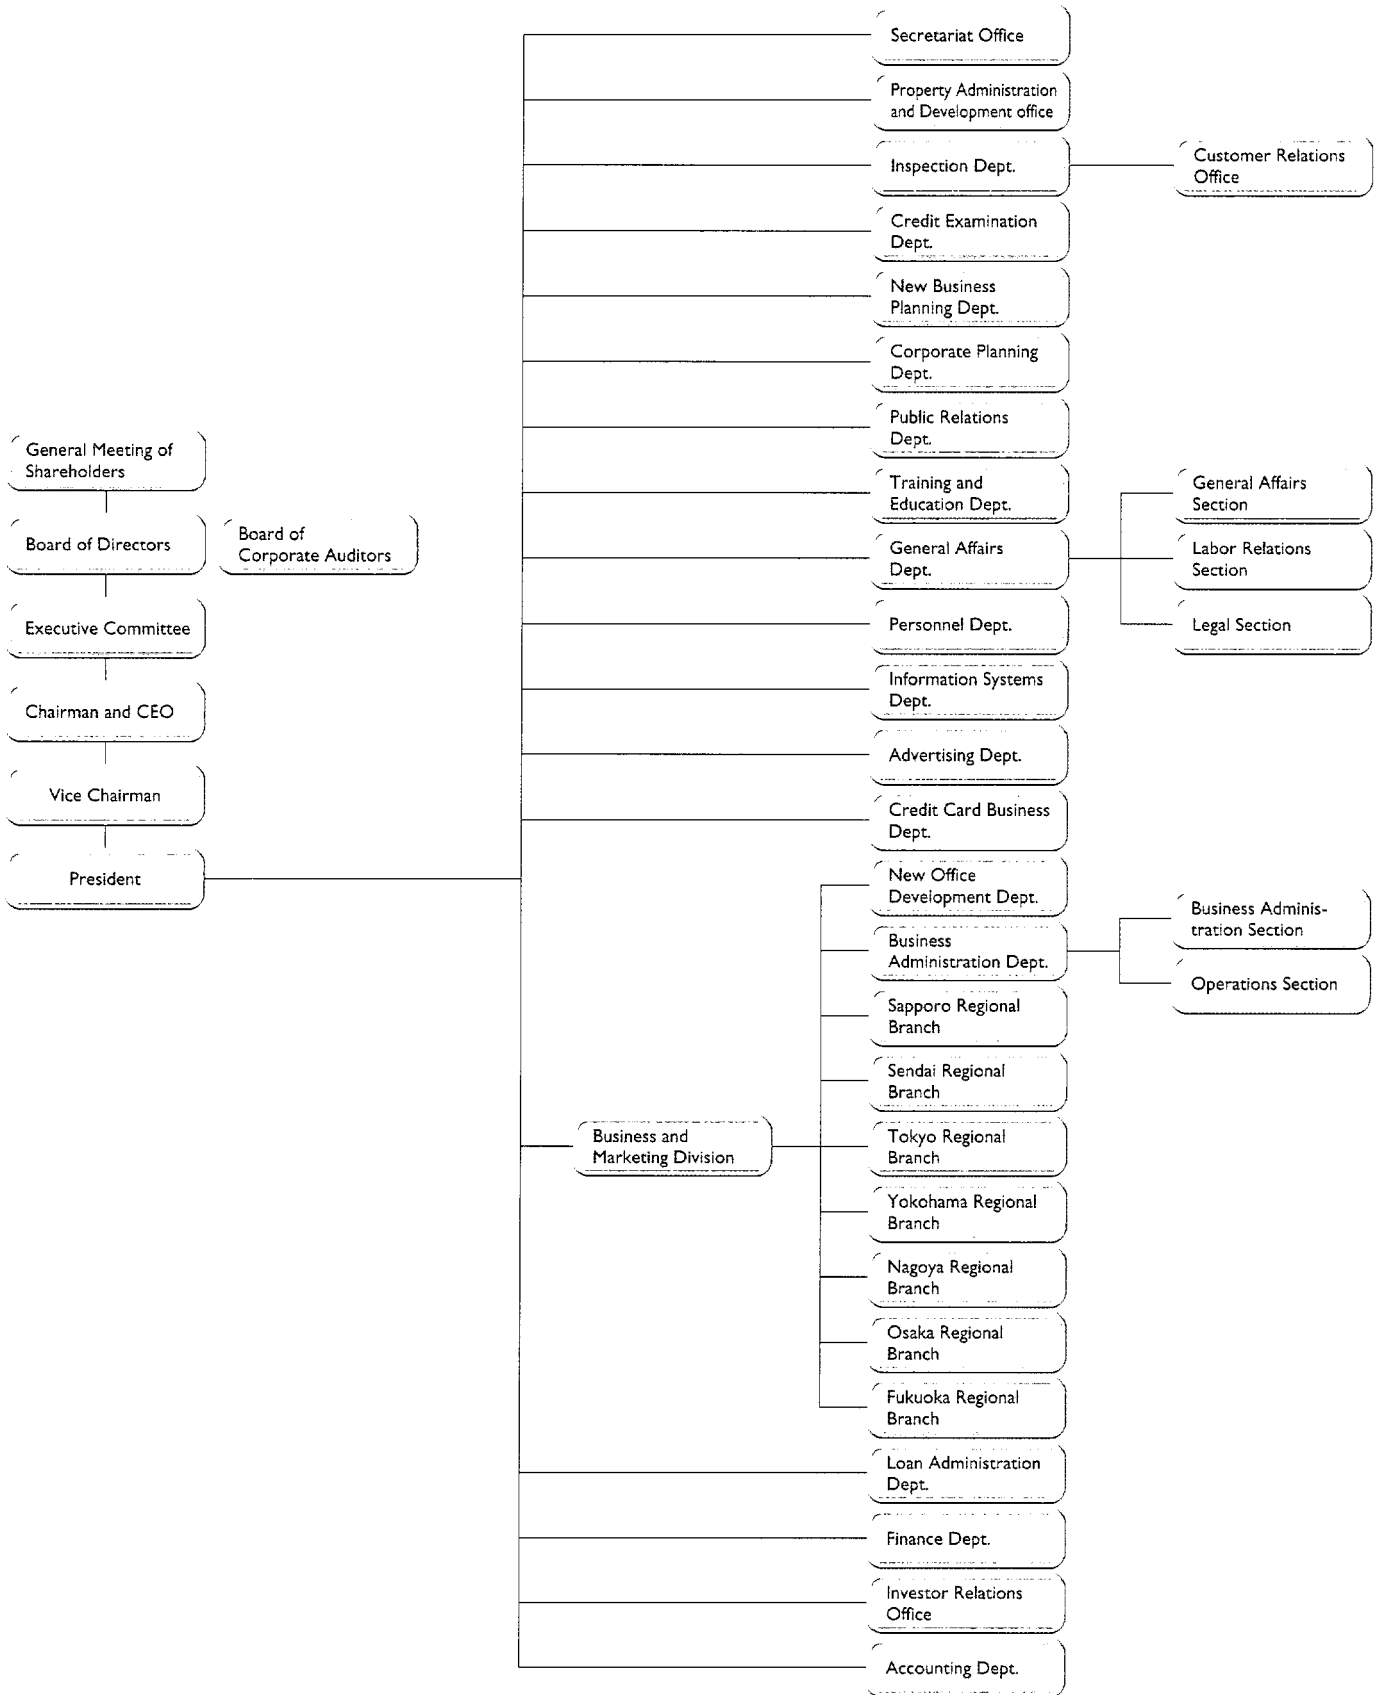 General Meeting of
Shareholders
Board of Directors
Board of
Corporate Auditors
Executive Committee
Chairman and CEO
Vice Chairman
President
Secretariat Office
Property Administration
and Development office
Inspection Dept.
Customer Relations
Office
Credit Examination
Dept.
New Business
Planning Dept.
Corporate Planning
Dept.
Public Relations
Dept.
Training and
Education Dept.
General Affairs
Dept.
General Affairs
Section
Labor Relations
Section
Legal Section
Personnel Dept.
Information Systems
Dept.
Advertising Dept.
Credit Card Business
Dept.
Business and
Marketing Division
New Office
Development Dept.
Business
Administration Dept.
Business Adminis-
tration Section
Operations Section
Sapporo Regional
Branch
Sendai Regional
Branch
Tokyo Regional
Branch
Yokohama Regional
Branch
Nagoya Regional
Branch
Osaka Regional
Branch
Fukuoka Regional
Branch
Loan Administration
Dept.
Finance Dept.
Investor Relations
Office
Accounting Dept.